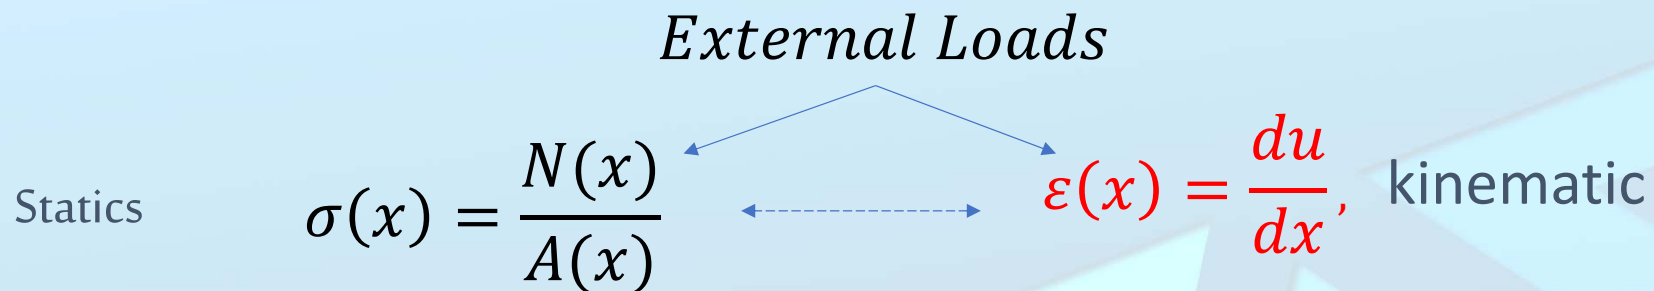 External Loads
Statics σ(x) = N(x)/A(x) ε(x) = du/dx, kinematic